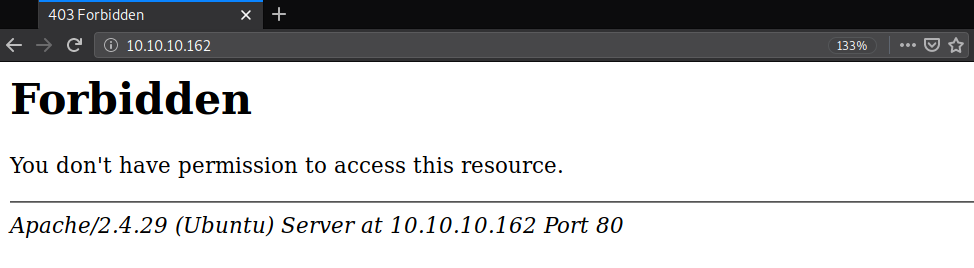 403 Forbidden
10.10.10.162
133%
Forbidden
You don't have permission to access this resource.
Apache/2.4.29 (Ubuntu) Server at 10.10.10.162 Port 80